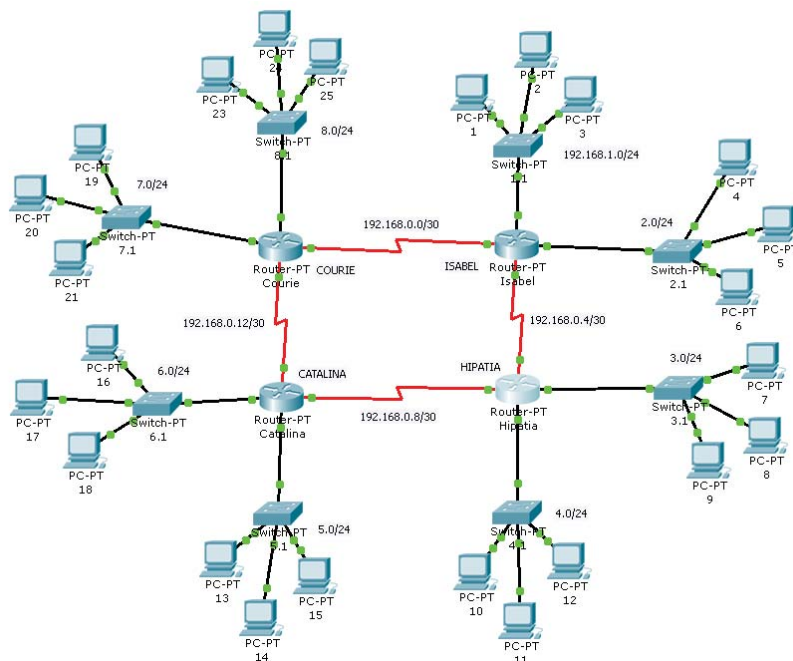 PC-PT
24
PC-PT
23
PC-PT
25
Switch-PT
8.1
8.0/24
PC-PT
2
PC-PT
1
PC-PT
3
Switch-PT
1.1
192.168.1.0/24
PC-PT
19
7.0/24
PC-PT
20
Switch-PT
7.1
PC-PT
21
PC-PT
4
2.0/24
PC-PT
5
Switch-PT
2.1
PC-PT
6
192.168.0.0/30
Router-PT
Courie
COURIE
ISABEL
Router-PT
Isabel
192.168.0.12/30
192.168.0.4/30
PC-PT
16
6.0/24
PC-PT
17
Switch-PT
6.1
PC-PT
18
CATALINA
Router-PT
Catalina
192.168.0.8/30
HIPATIA
Router-PT
Hipatia
3.0/24
PC-PT
7
Switch-PT
3.1
PC-PT
8
PC-PT
9
5.0/24
Switch-PT
5.1
PC-PT
13
PC-PT
15
PC-PT
14
4.0/24
Switch-PT
4.1
PC-PT
10
PC-PT
12
PC-PT
11